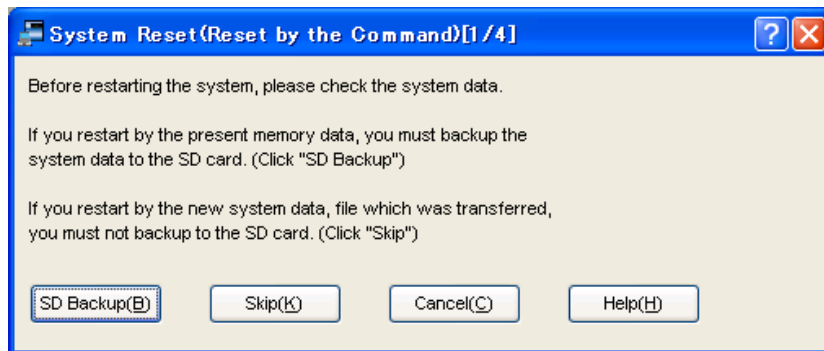 System Reset(Reset by the Command)[1/4]
Before restarting the system, please check the system data.
If you restart by the present memory data, you must backup the
system data to the SD card. (Click "SD Backup")
If you restart by the new system data, file which was transferred,
you must not backup to the SD card. (Click "Skip")
SD Backup(B) Skip(K) Cancel(C) Help(H)